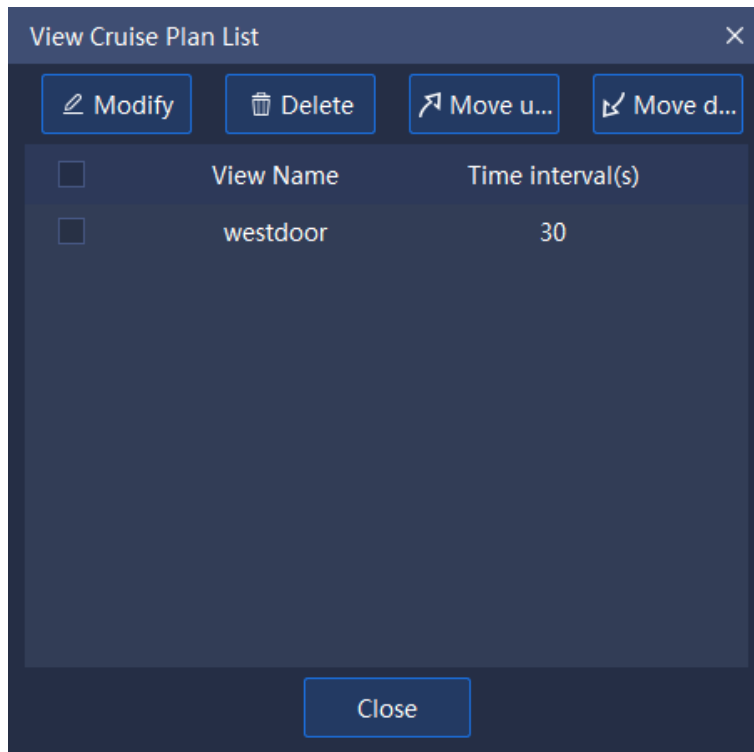 View Cruise Plan List
Modify Delete Move u... Move d...
View Name Time interval(s)
westdoor 30
Close